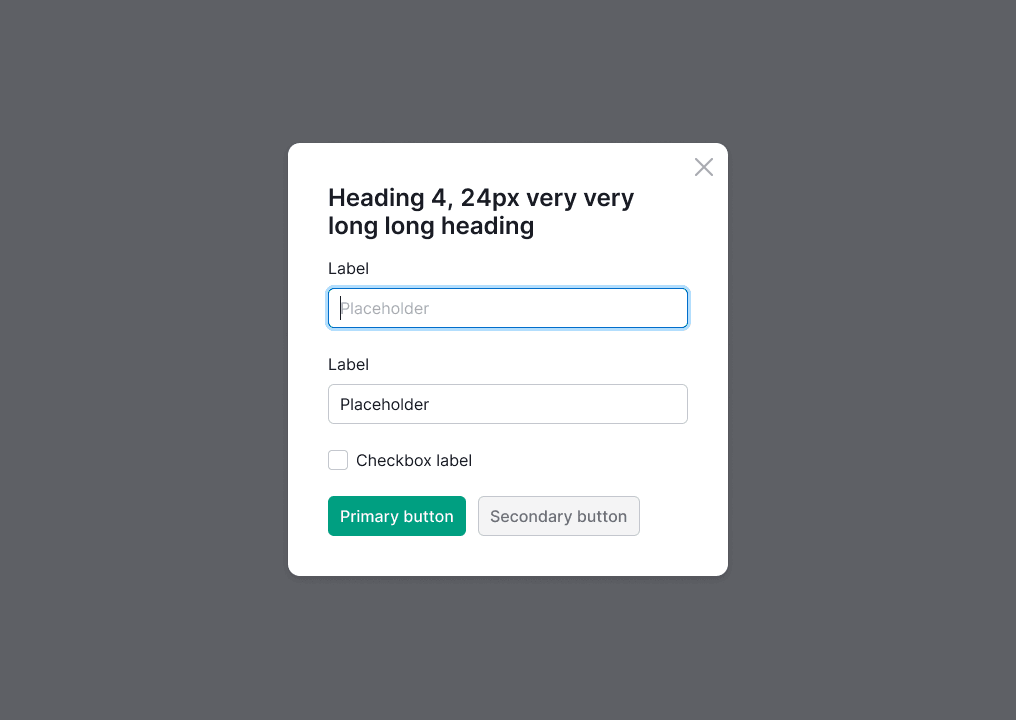 Heading 4, 24px very very
long long heading
Label
Placeholder
Label
Placeholder
Checkbox label
Primary button
Secondary button